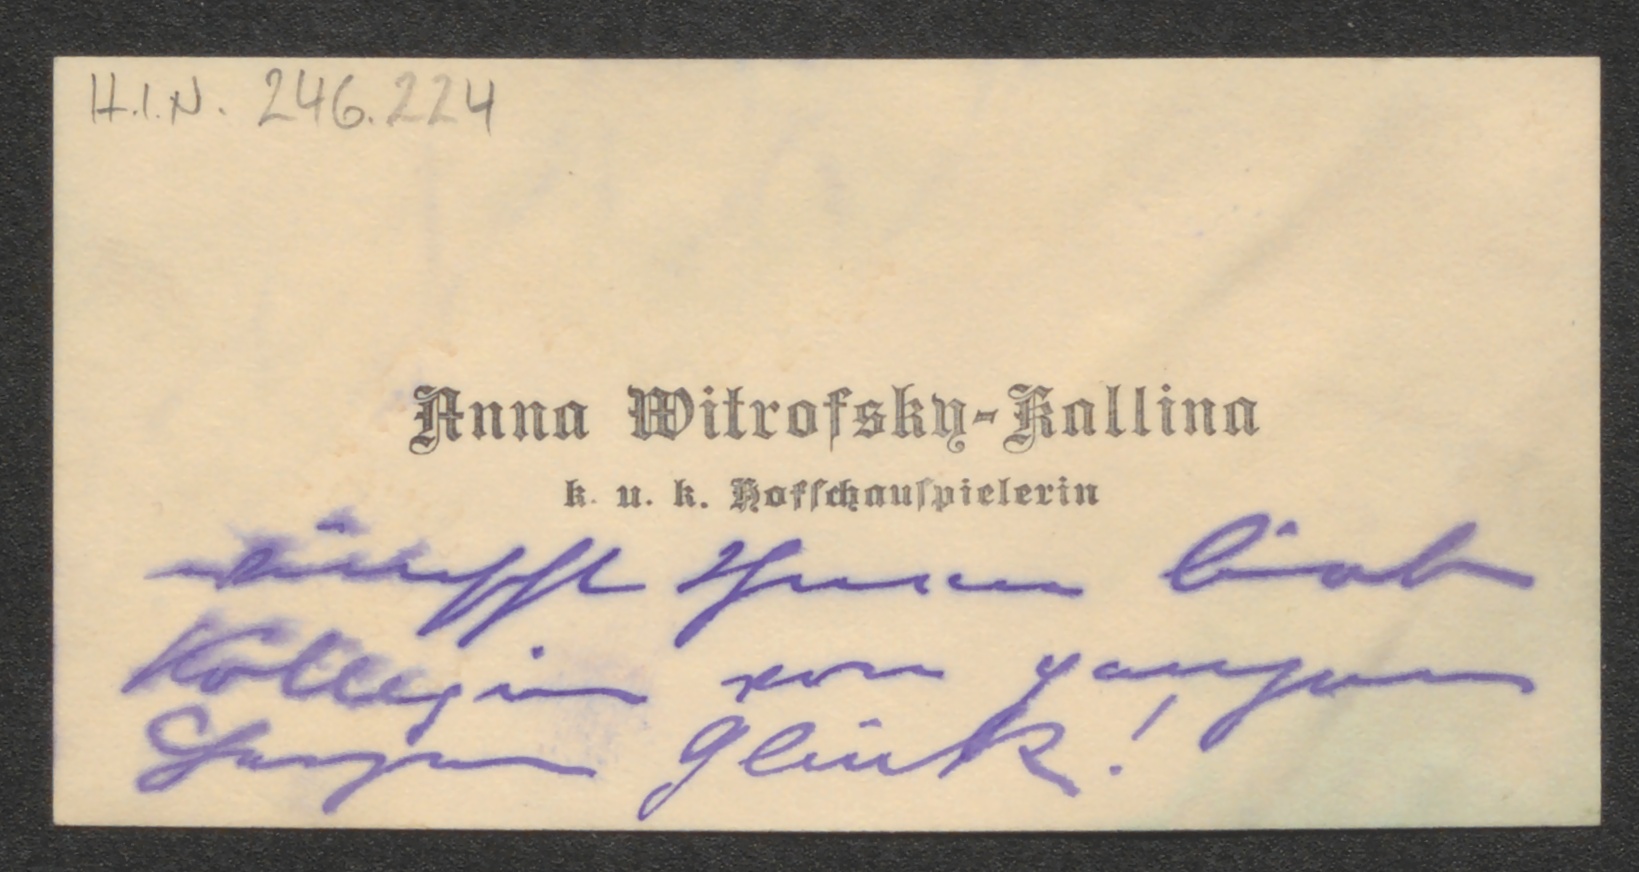 H.I.N. 246.224
Anna Witrofsky-Kallina
k. u. k. Hofſchauſpielerin
wünscht Ihnen liebe
Kollegin von ganzem
Herzen Glück!